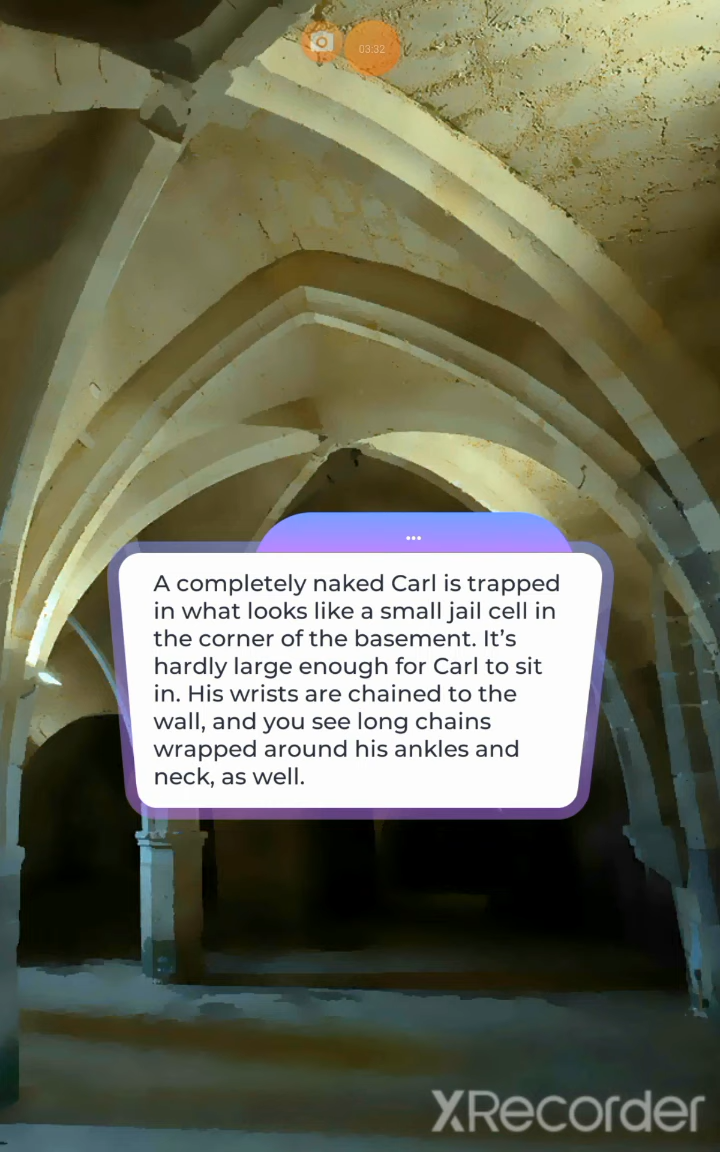 03:32
...
A completely naked Carl is trapped
in what looks like a small jail cell in
the corner of the basement. It’s
hardly large enough for Carl to sit
in. His wrists are chained to the
wall, and you see long chains
wrapped around his ankles and
neck, as well.
XRecorder